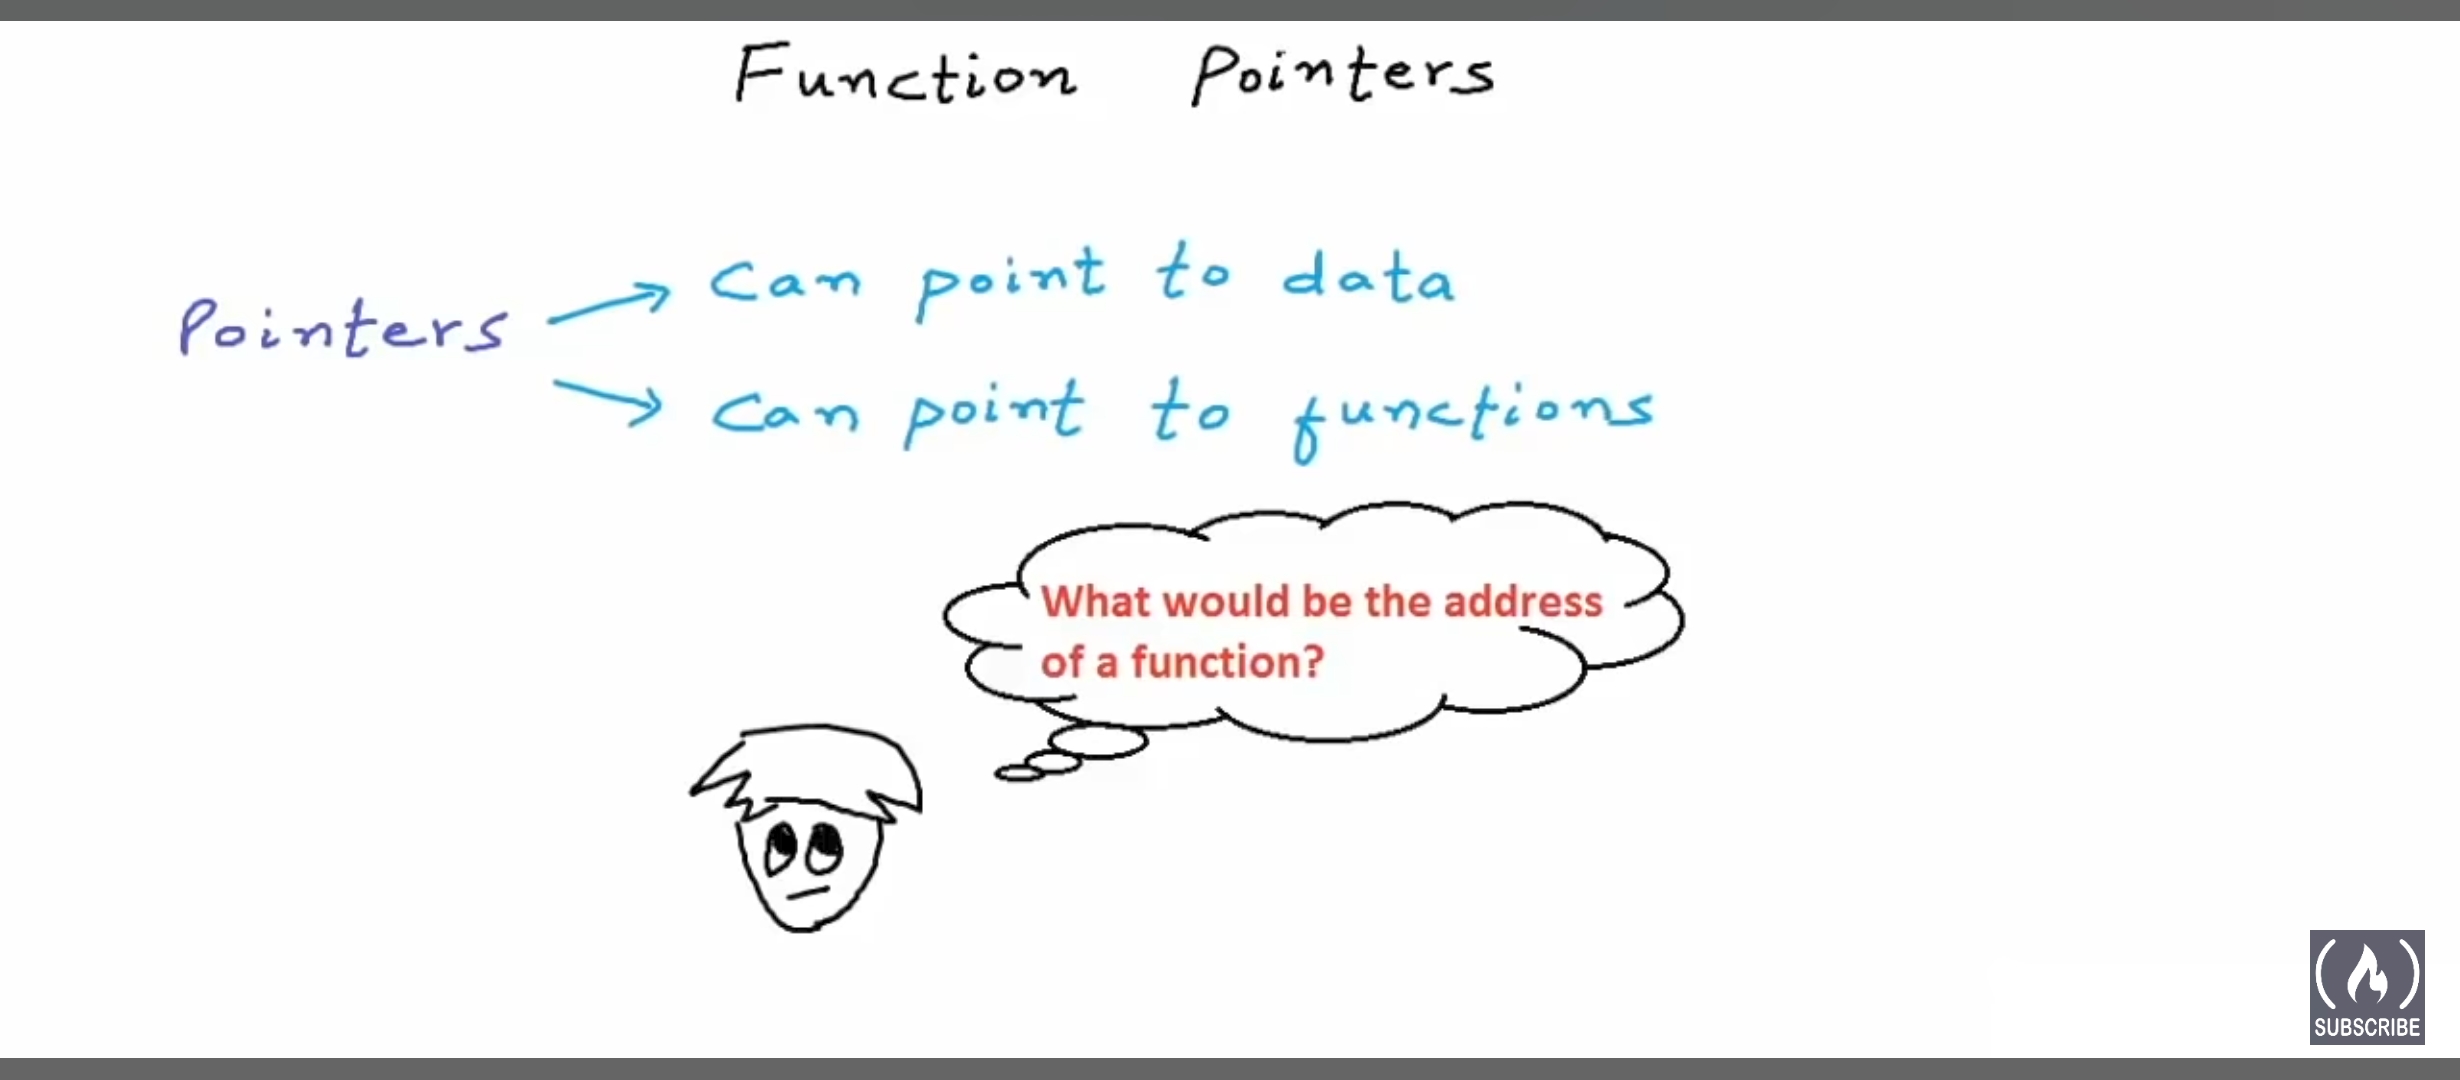 Function Pointers
Pointers
Can point to data
Can point to functions
What would be the address
of a function?
SUBSCRIBE